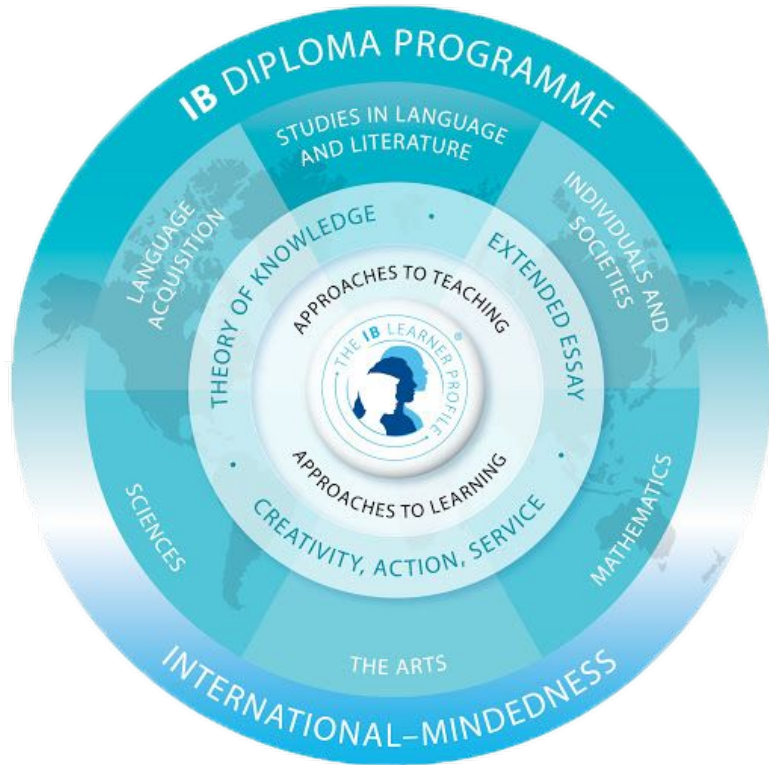 IB DIPLOMA PROGRAMME
STUDIES IN LANGUAGE
AND LITERATURE
LANGUAGE
ACQUISITION
INDIVIDUALS AND
SOCIETIES
THEORY OF KNOWLEDGE ·
EXTENDED ESSAY ·
APPROACHES TO TEACHING
· THE IB LEARNER PROFILE ·
®
APPROACHES TO LEARNING
· CREATIVITY, ACTION, SERVICE
SCIENCES
MATHEMATICS
THE ARTS
INTERNATIONAL–MINDEDNESS